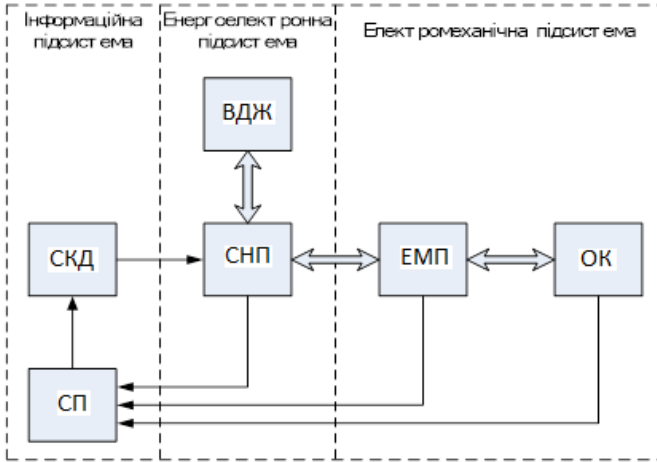 Інформаційна
підсистема
Енергоелектронна
підсистема
Електромеханічна підсистема
ВДЖ
СКД
СНП
ЕМП
ОК
СП